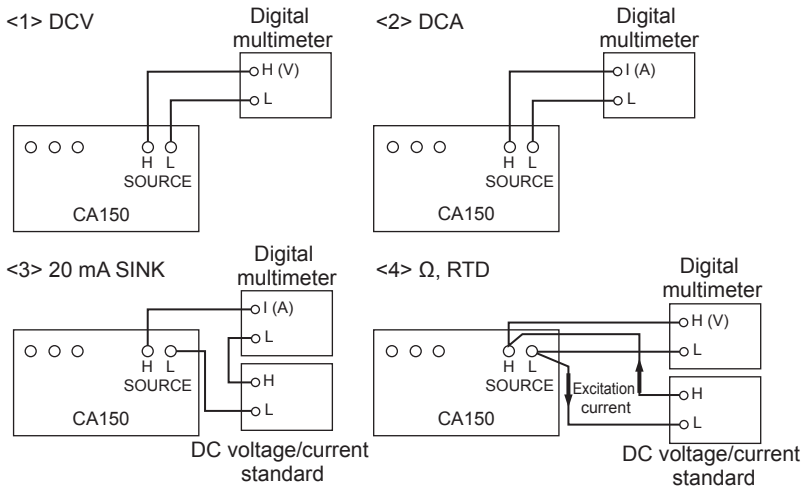 <1> DCV
Digital
multimeter
H (V)
L
H L
SOURCE
CA150
<2> DCA
Digital
multimeter
I (A)
L
H L
SOURCE
CA150
<3> 20 mA SINK
Digital
multimeter
I (A)
L
H
L
H L
SOURCE
CA150
DC voltage/current
standard
<4> Ω, RTD
Digital
multimeter
H (V)
L
H
L
H L
SOURCE
Excitation
current
CA150
DC voltage/current
standard